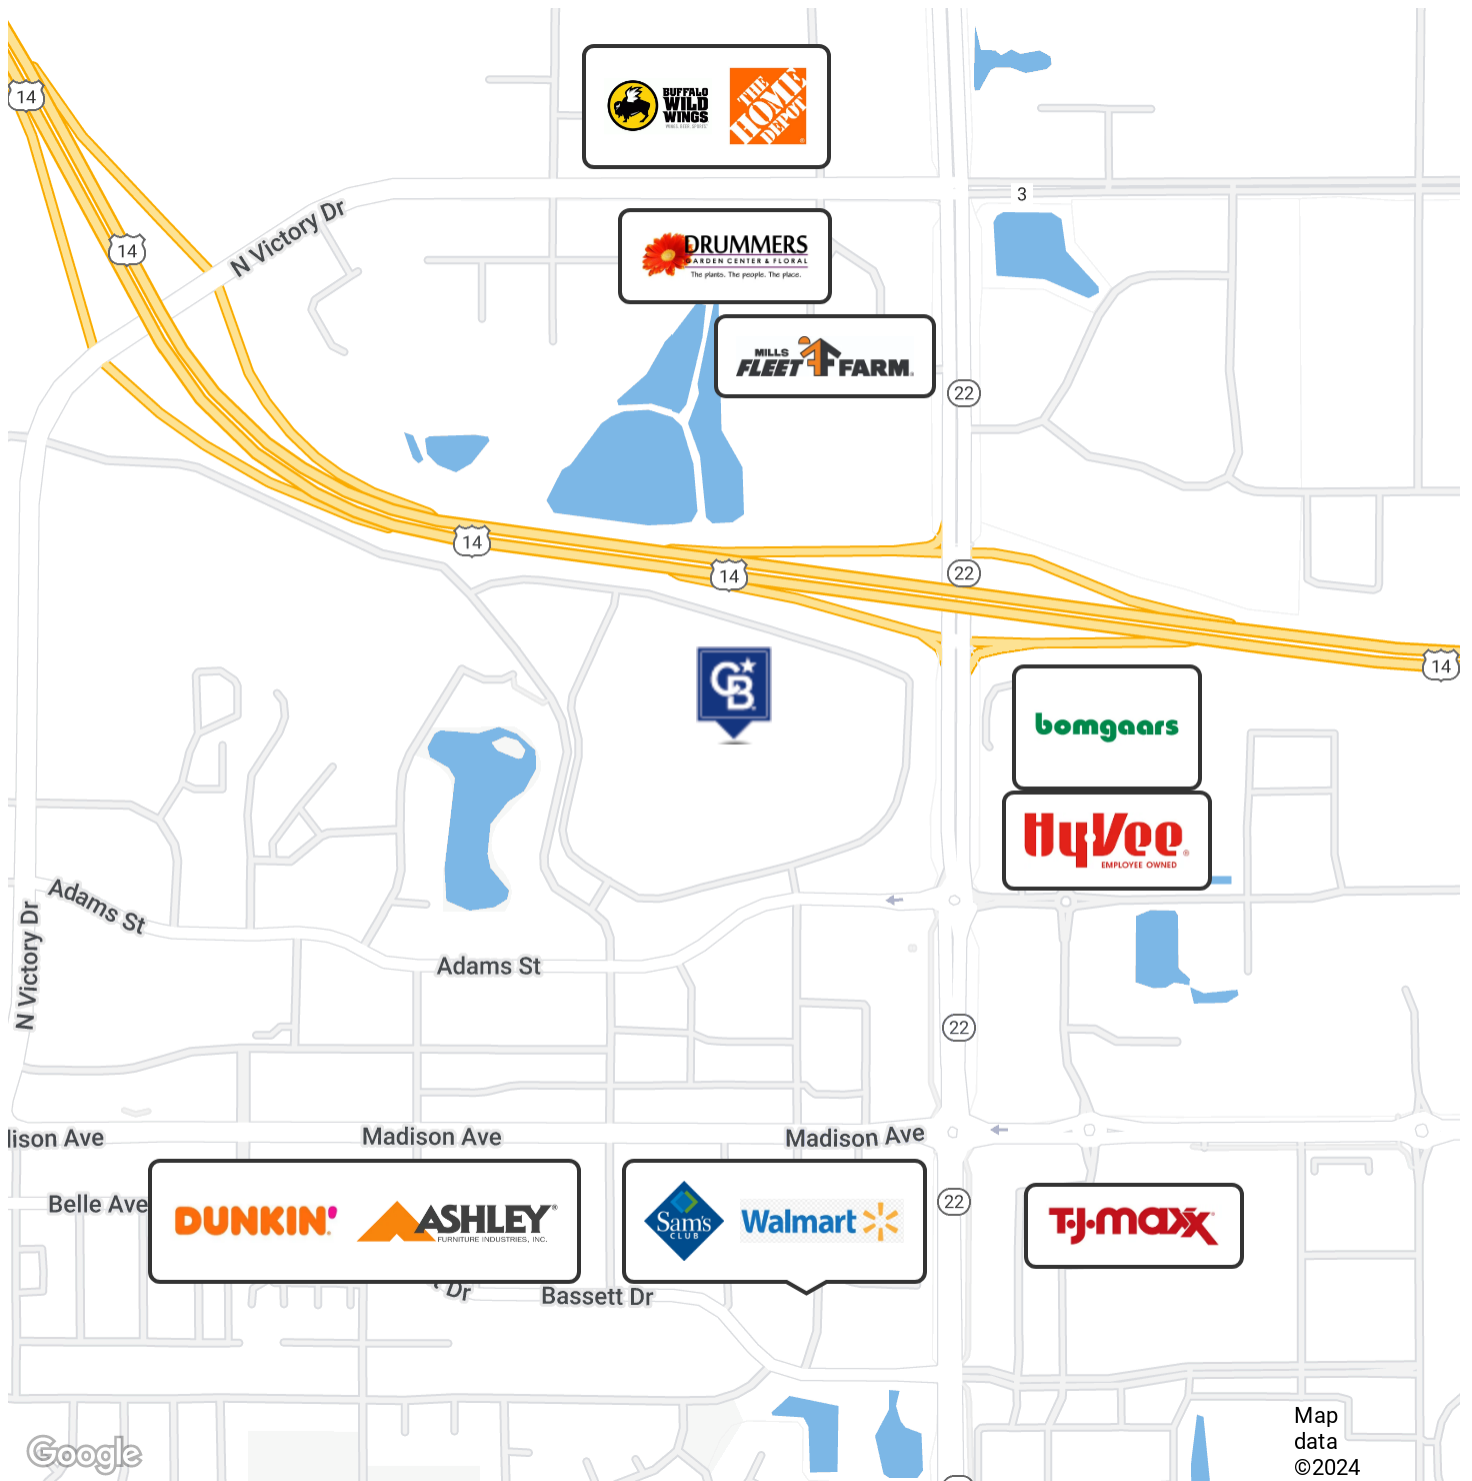 14
BUFFALO
WILD
WINGS
THE
HOME
DEPOT
3
N Victory Dr
14
DRUMMERS
GARDEN CENTER & FLORAL
The plants. The people. The place.
MILLS
FLEET FARM
22
14
14
22
14
CB
bomgaars
HyVee
EMPLOYEE OWNED
Adams St
N Victory Dr
Adams St
22
lison Ave
Madison Ave
Madison Ave
Belle Ave
DUNKIN'
ASHLEY
FURNITURE INDUSTRIES, INC.
Sam's
CLUB
Walmart
22
T·J·maxx
t Dr
Bassett Dr
Google
Map
data
©2024